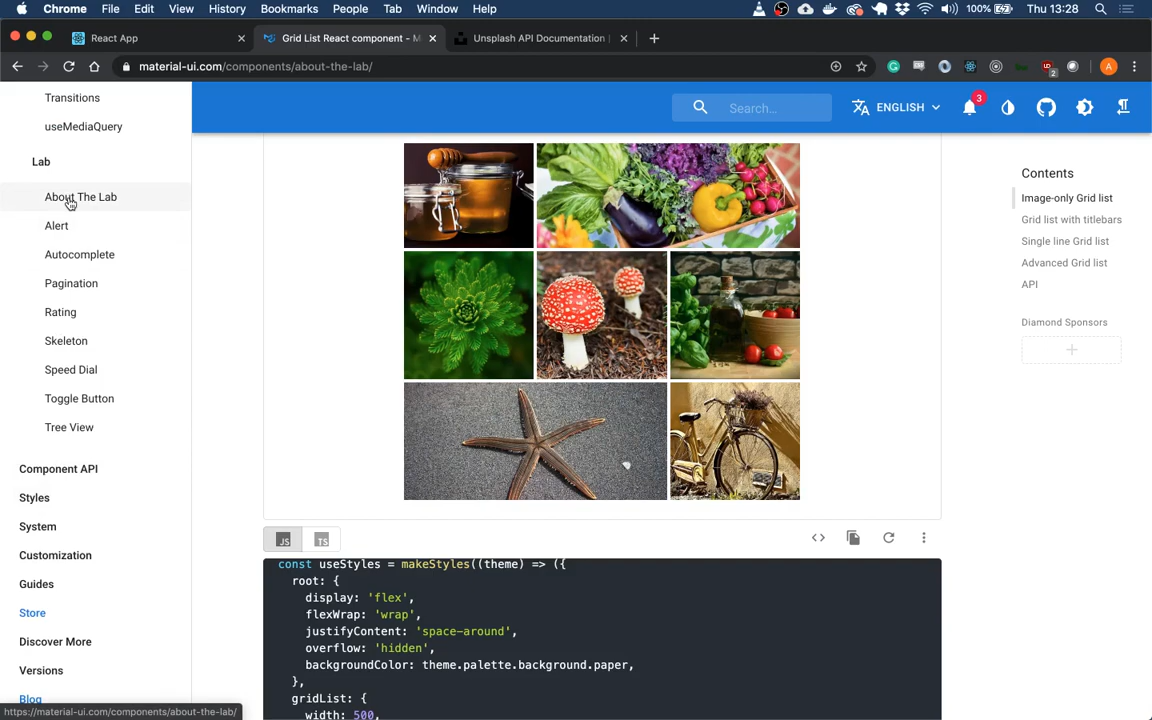 Chrome File Edit View History Bookmarks People Tab Window Help 100% Thu 13:28
React App Grid List React component - M Unsplash API Documentation
material-ui.com/components/about-the-lab/
UD 2 A
Search... ENGLISH 3
Transitions
useMediaQuery
Lab
About The Lab
Alert
Autocomplete
Pagination
Rating
Skeleton
Speed Dial
Toggle Button
Tree View
Component API
Styles
System
Customization
Guides
Store
Discover More
Versions
Blog
https://material-ui.com/components/about-the-lab/
JS TS
const useStyles = makeStyles((theme) => ({
root: {
display: 'flex',
flexWrap: 'wrap',
justifyContent: 'space-around',
overflow: 'hidden',
backgroundColor: theme.palette.background.paper,
},
gridList: {
width: 500,
Contents
Image-only Grid list
Grid list with titlebars
Single line Grid list
Advanced Grid list
API
Diamond Sponsors